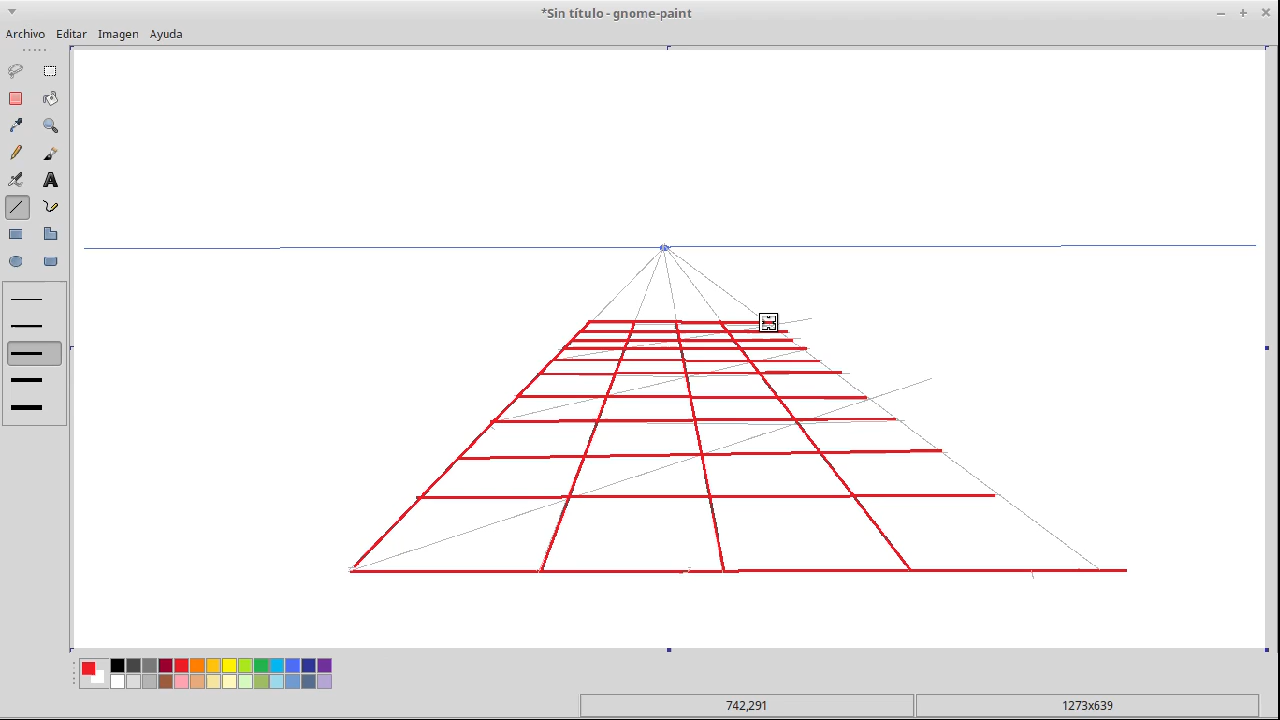 *Sin título - gnome-paint
Archivo Editar Imagen Ayuda
A
742,291 1273x639